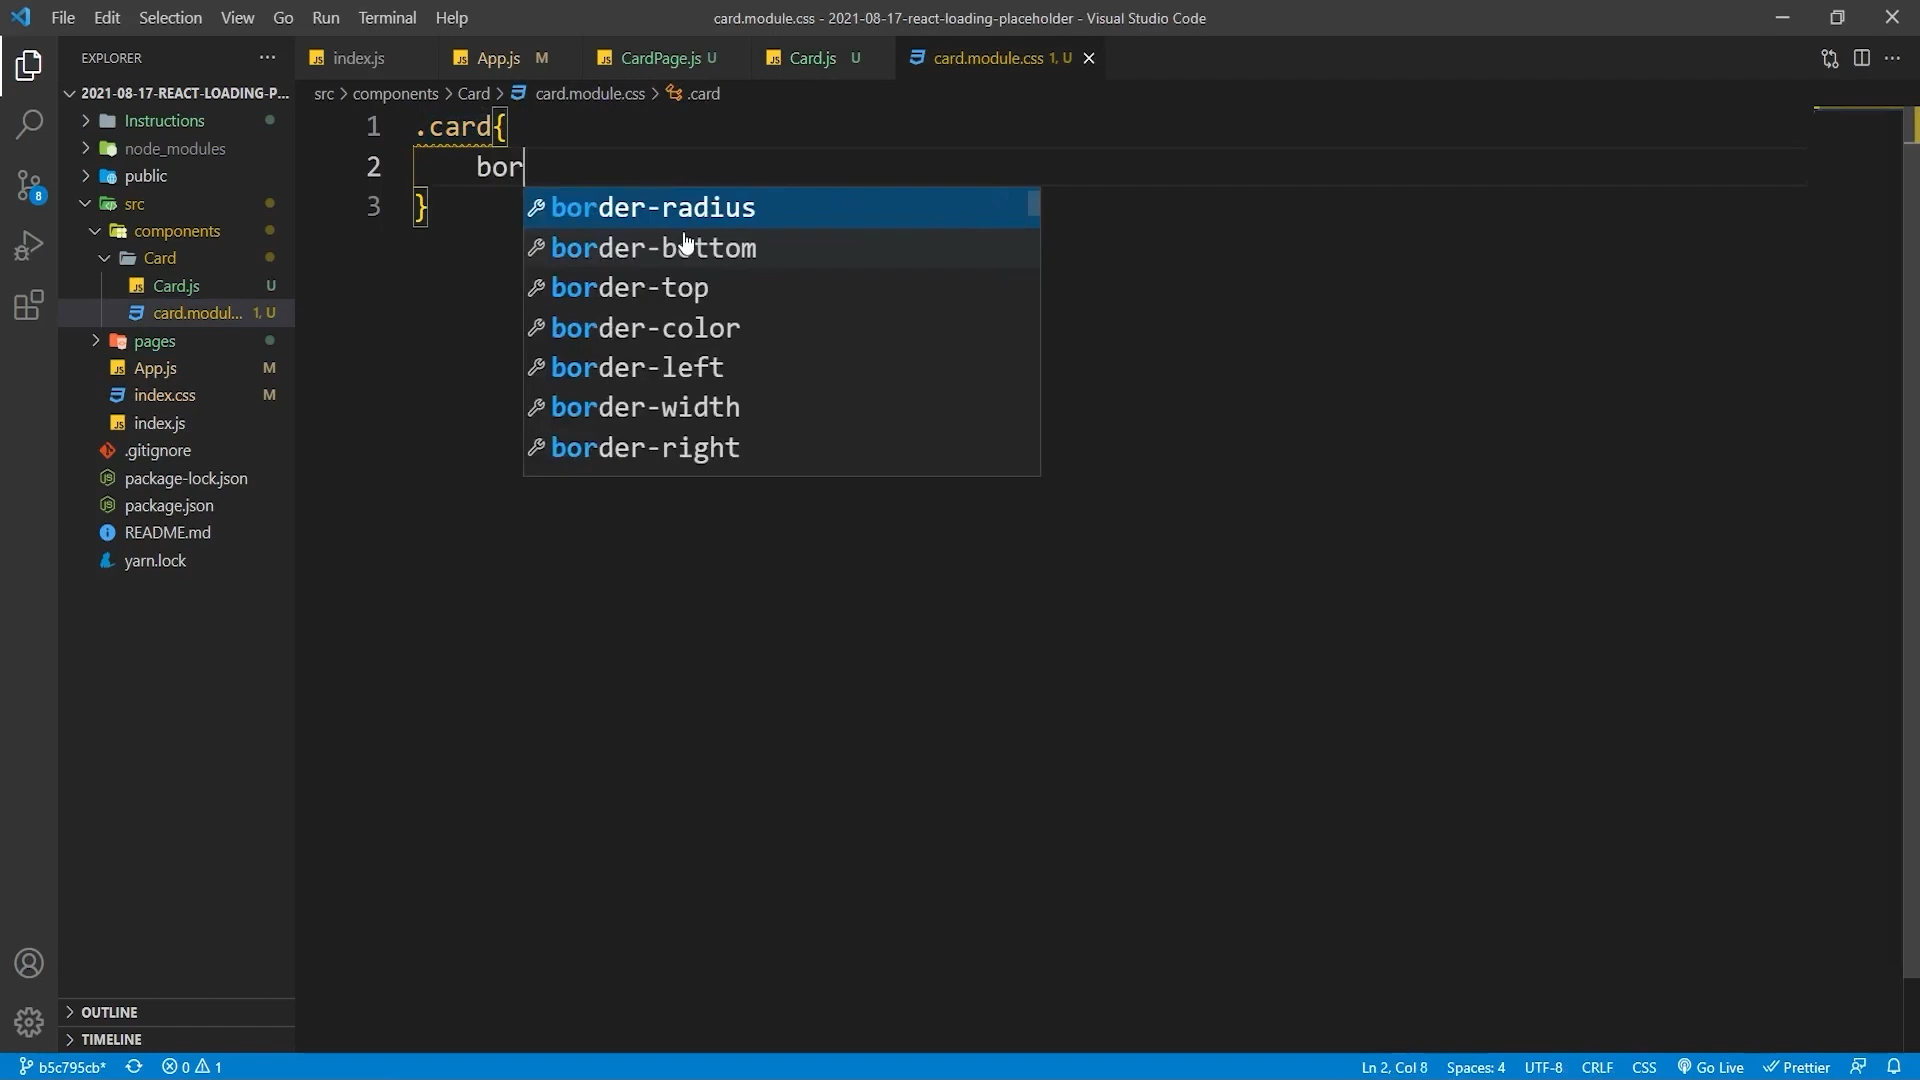 File Edit Selection View Go Run Terminal Help
card.module.css - 2021-08-17-react-loading-placeholder - Visual Studio Code
EXPLORER
index.js
App.js M
CardPage.js U
Card.js U
card.module.css 1, U
2021-08-17-REACT-LOADING-P...
src > components > Card > card.module.css > .card
Instructions
node_modules
public
src
components
Card
Card.js U
card.modul... 1, U
pages
App.js M
index.css M
index.js
.gitignore
package-lock.json
package.json
README.md
yarn.lock
8
1 .card{
2 bor
3 }
border-radius
border-bottom
border-top
border-color
border-left
border-width
border-right
OUTLINE
TIMELINE
b5c795cb* 0 1
Ln 2, Col 8 Spaces: 4 UTF-8 CRLF CSS Go Live Prettier